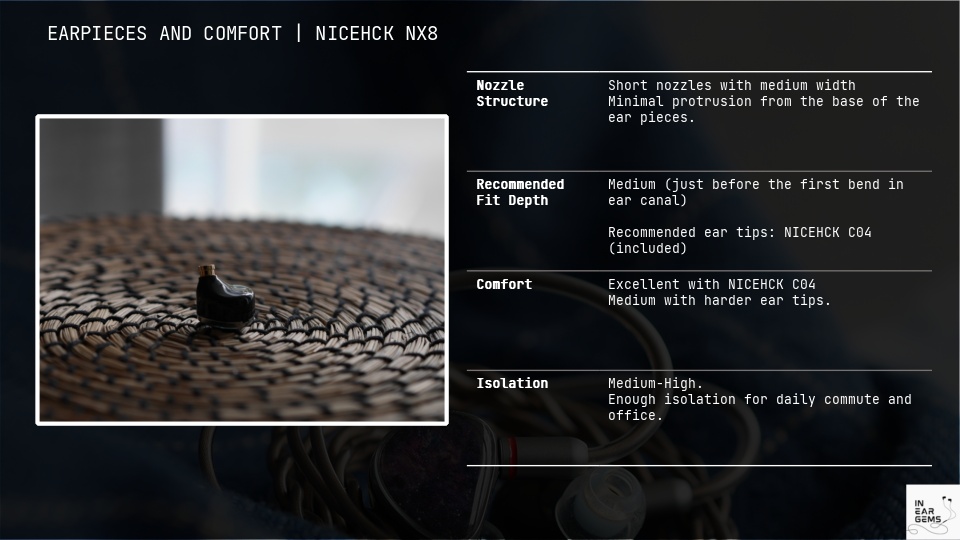 EARPIECES AND COMFORT | NICEHCK NX8
Nozzle
Structure
Short nozzles with medium width
Minimal protrusion from the base of the
ear pieces.
Recommended
Fit Depth
Medium (just before the first bend in
ear canal)
Recommended ear tips: NICEHCK C04
(included)
Comfort
Excellent with NICEHCK C04
Medium with harder ear tips.
Isolation
Medium-High.
Enough isolation for daily commute and
office.
IN
EAR
GEMS